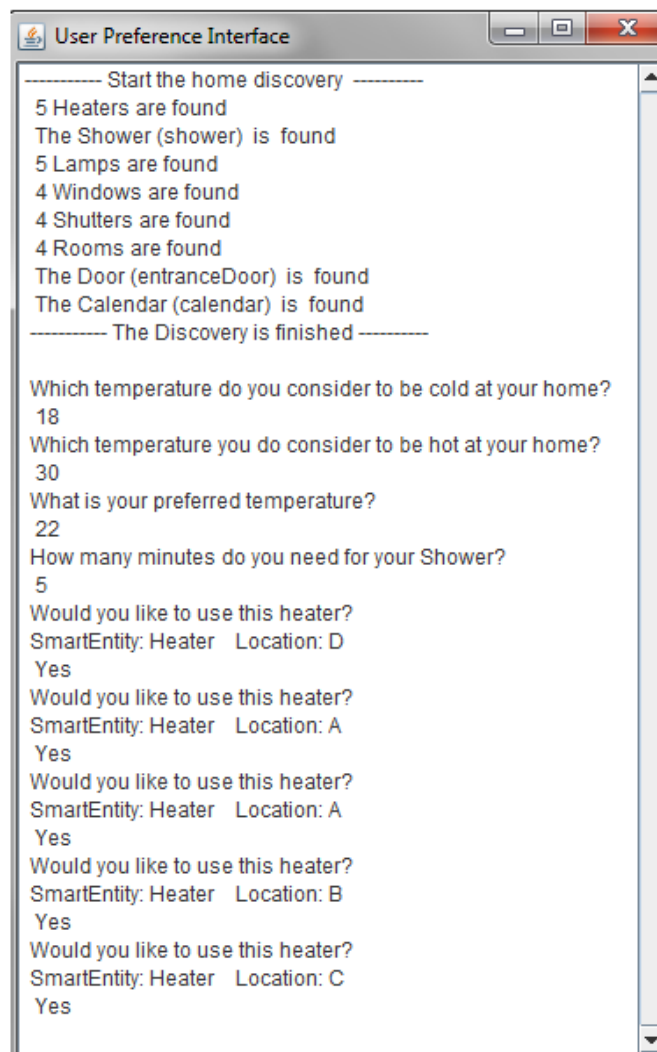 User Preference Interface
----------- Start the home discovery ----------
5 Heaters are found
The Shower (shower) is found
5 Lamps are found
4 Windows are found
4 Shutters are found
4 Rooms are found
The Door (entranceDoor) is found
The Calendar (calendar) is found
----------- The Discovery is finished ----------
Which temperature do you consider to be cold at your home?
18
Which temperature you do consider to be hot at your home?
30
What is your preferred temperature?
22
How many minutes do you need for your Shower?
5
Would you like to use this heater?
SmartEntity: Heater Location: D
Yes
Would you like to use this heater?
SmartEntity: Heater Location: A
Yes
Would you like to use this heater?
SmartEntity: Heater Location: A
Yes
Would you like to use this heater?
SmartEntity: Heater Location: B
Yes
Would you like to use this heater?
SmartEntity: Heater Location: C
Yes